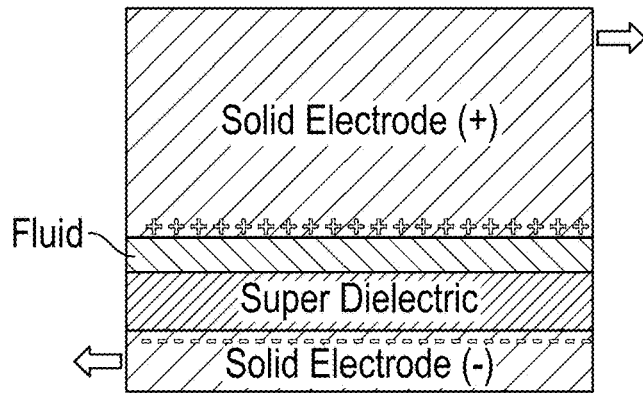 Solid Electrode (+)
Fluid
Super Dielectric
Solid Electrode (-)